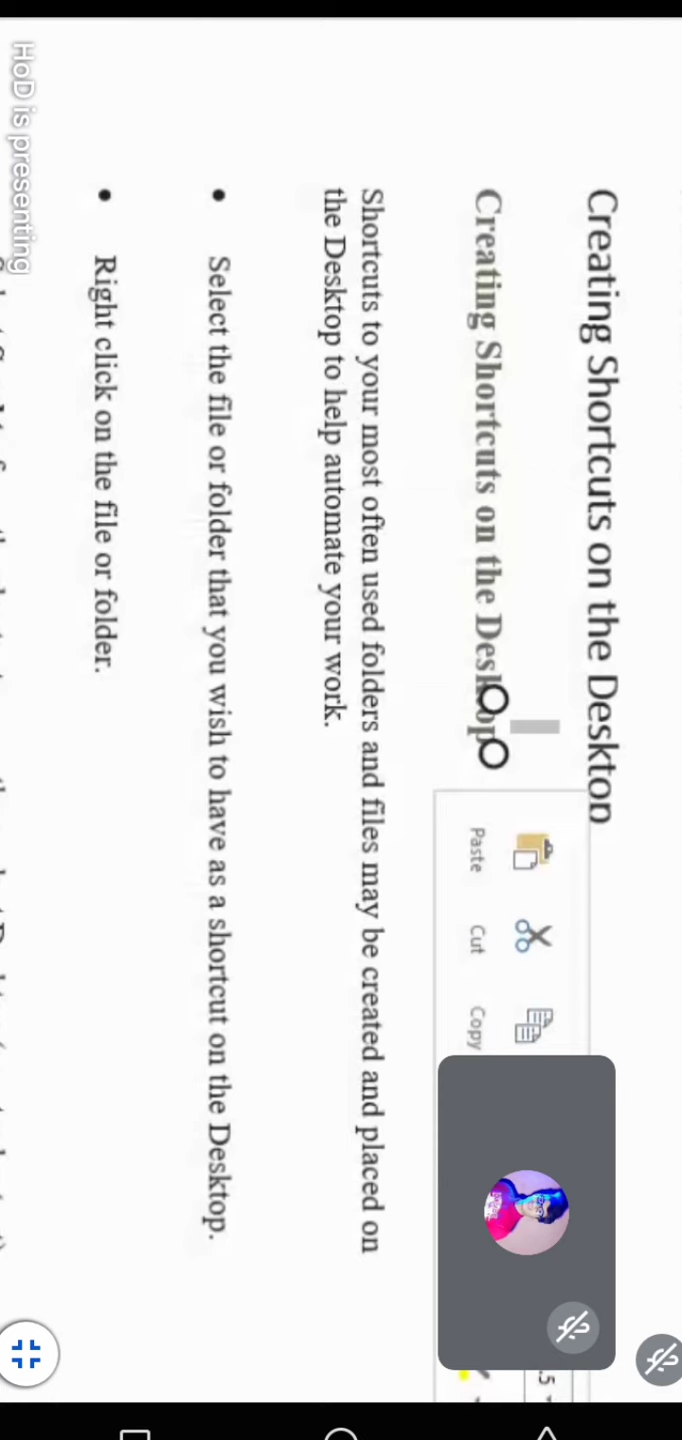 Creating Shortcuts on the Desktop
Creating Shortcuts on the Desktop
Paste Cut Copy
.5
Shortcuts to your most often used folders and files may be created and placed on
the Desktop to help automate your work.
• Select the file or folder that you wish to have as a shortcut on the Desktop.
• Right click on the file or folder.
HoD is presenting